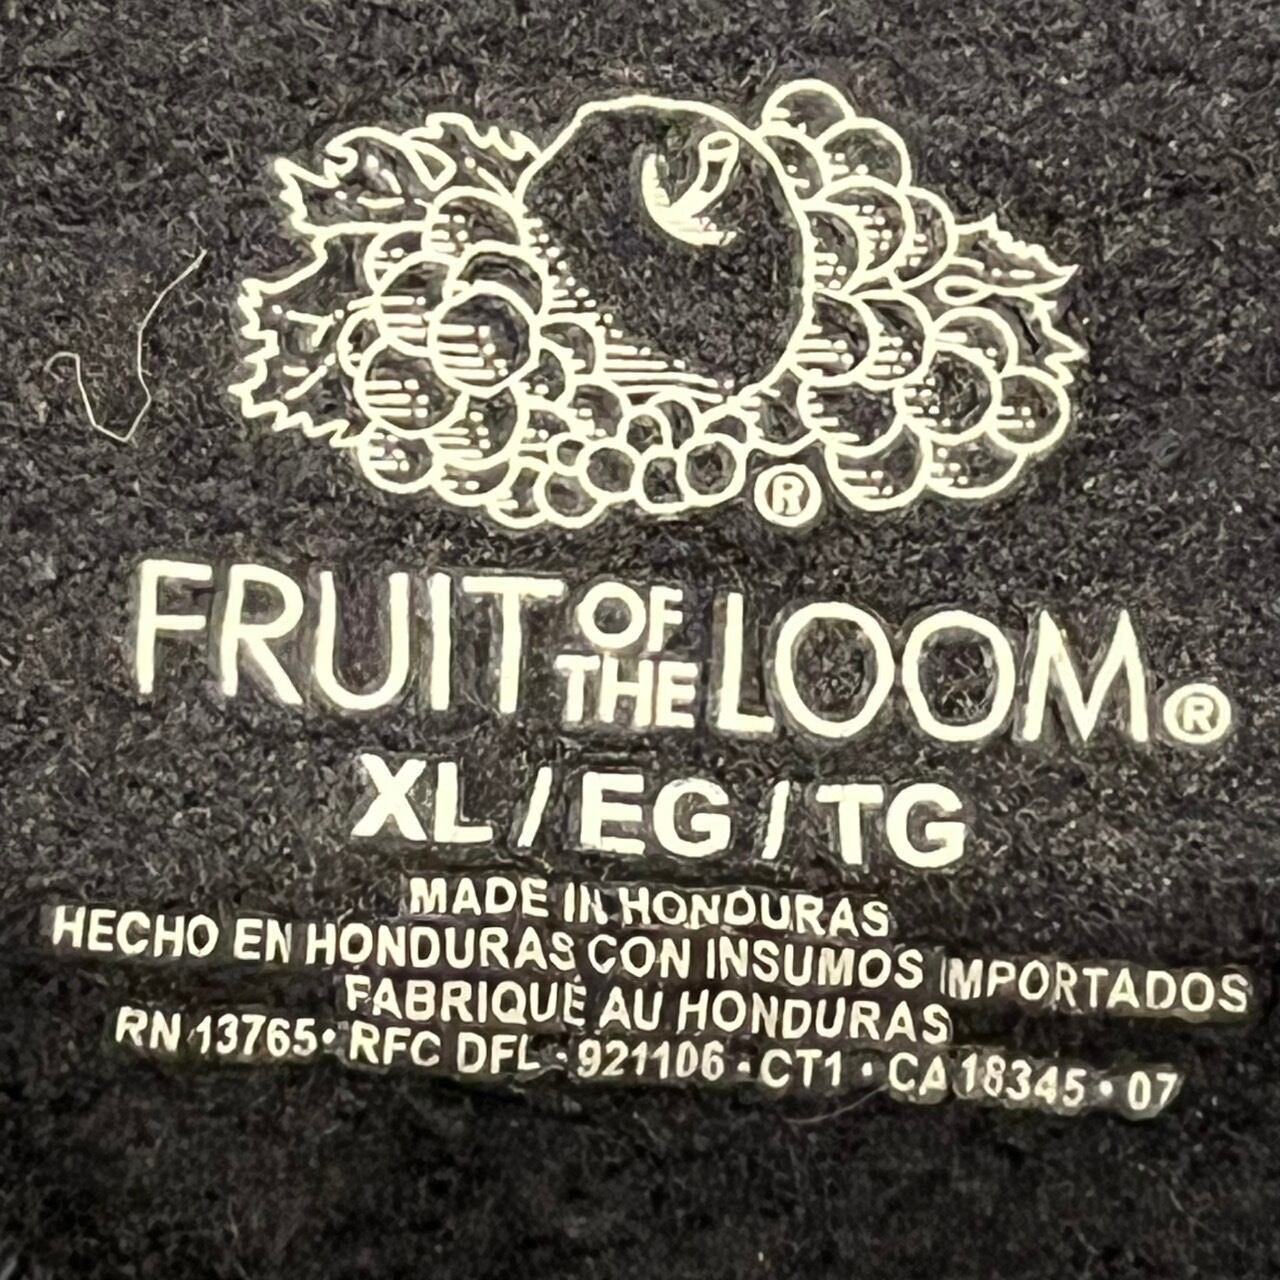 ®
FRUIT OF THE LOOM®
XL / EG / TG
MADE IN HONDURAS
HECHO EN HONDURAS CON INSUMOS IMPORTADOS
FABRIQUÉ AU HONDURAS
RN 13765 • RFC DFL - 921106 - CT1 • CA 18345 • 07